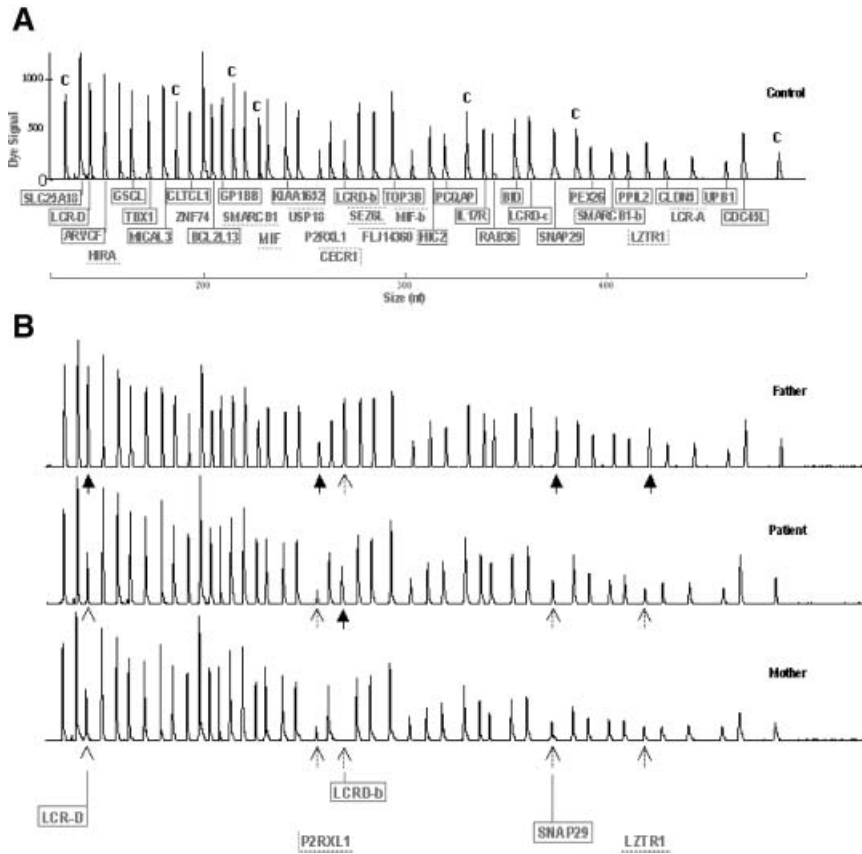 A
C
C
C
C
C
C
C
Control
1000
500
0
Dye Signal
SLC25A18
GSCL
CLTCL1
GP1BB
KIAA1652
LCRD-b
TOP3B
PCQAP
BID
PEX26
PPIL2
CLDN5
UPB1
LCR-D
TBX1
ZNF74
SMARCB1
USP18
SEZ6L
MIF-b
IL17R
LCRD-c
SMARCB1-b
LCR-A
CDC45L
ARVCF
MICAL3
BCL2L13
MIF
P2RXL1
FLJ14360
HIC2
RAB36
SNAP29
LZTR1
HIRA
CECR1
200
300
400
Size (nt)
B
Father
Patient
Mother
LCR-D
LCRD-b
P2RXL1
SNAP29
LZTR1